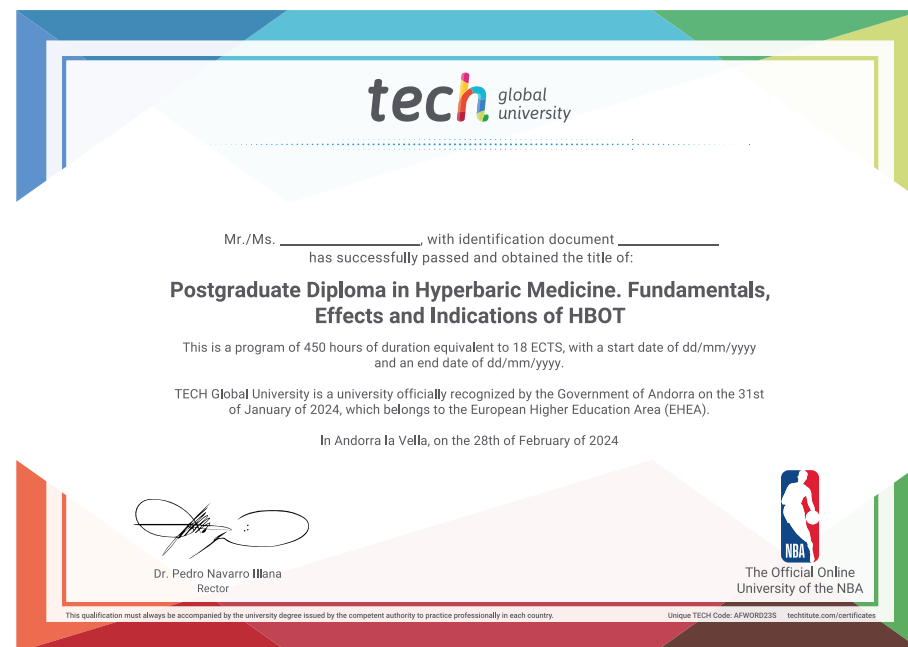 tech global university
Mr./Ms. ____________________, with identification document ______________
has successfully passed and obtained the title of:
Postgraduate Diploma in Hyperbaric Medicine. Fundamentals,
Effects and Indications of HBOT
This is a program of 450 hours of duration equivalent to 18 ECTS, with a start date of dd/mm/yyyy
and an end date of dd/mm/yyyy.
TECH Global University is a university officially recognized by the Government of Andorra on the 31st
of January of 2024, which belongs to the European Higher Education Area (EHEA).
In Andorra la Vella, on the 28th of February of 2024
NBA
Dr. Pedro Navarro Illana
Rector
The Official Online
University of the NBA
This qualification must always be accompanied by the university degree issued by the competent authority to practice professionally in each country.
Unique TECH Code: AFWORD23S techtitute.com/certificates